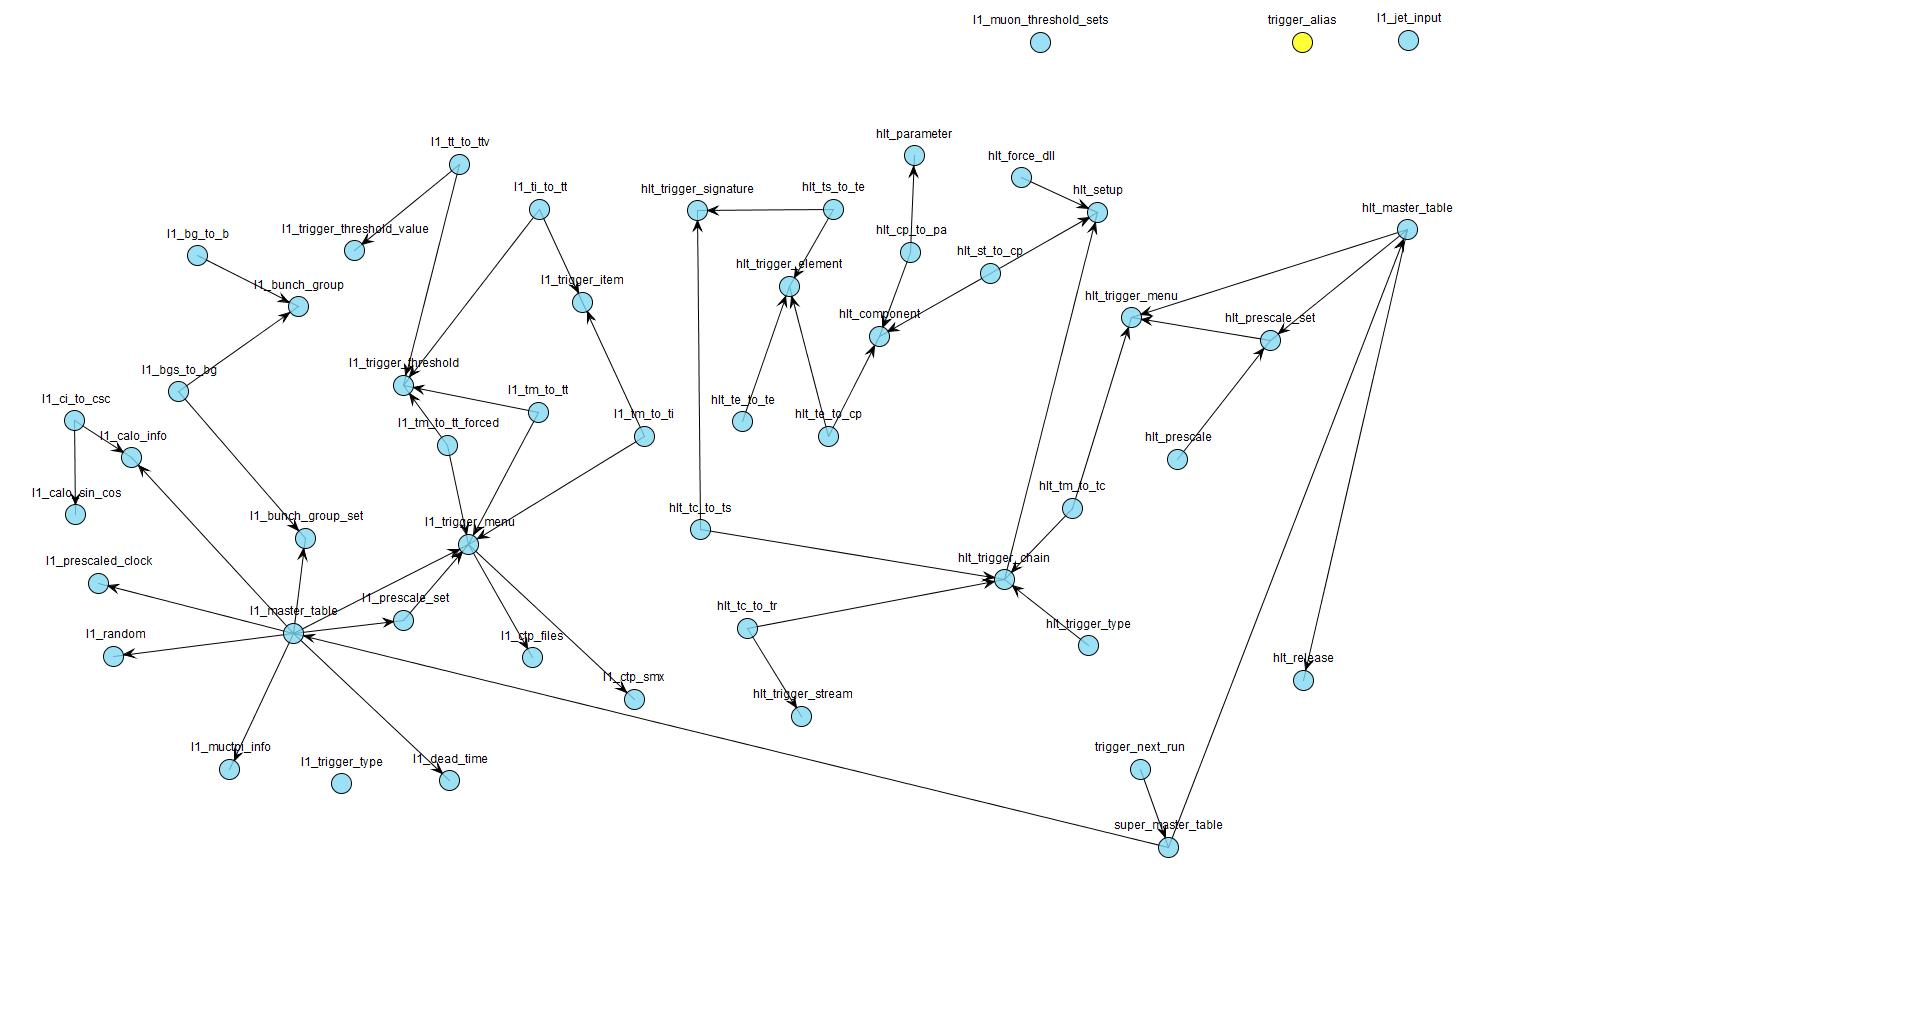 l1_muon_threshold_sets
trigger_alias
l1_jet_input
hlt_parameter
l1_tt_to_ttv
hlt_force_dll
l1_ti_to_tt
hlt_trigger_signature
hlt_ts_to_te
hlt_setup
hlt_master_table
l1_bg_to_b
l1_trigger_threshold_value
hlt_cp_to_pa
hlt_st_to_cp
hlt_trigger_element
l1_trigger_item
l1_bunch_group
hlt_trigger_menu
hlt_component
hlt_prescale_set
l1_trigger_threshold
l1_bgs_to_bg
l1_tm_to_tt
l1_ci_to_csc
hlt_te_to_te
l1_tm_to_ti
hlt_te_to_cp
l1_tm_to_tt_forced
l1_calo_info
hlt_prescale
hlt_tm_to_tc
l1_calo_sin_cos
hlt_tc_to_ts
l1_bunch_group_set
l1_trigger_menu
hlt_trigger_chain
l1_prescaled_clock
l1_prescale_set
hlt_tc_to_tr
l1_master_table
hlt_trigger_type
l1_random
l1_ctp_files
hlt_release
l1_ctp_smx
hlt_trigger_stream
l1_muctpi_info
trigger_next_run
l1_dead_time
l1_trigger_type
super_master_table